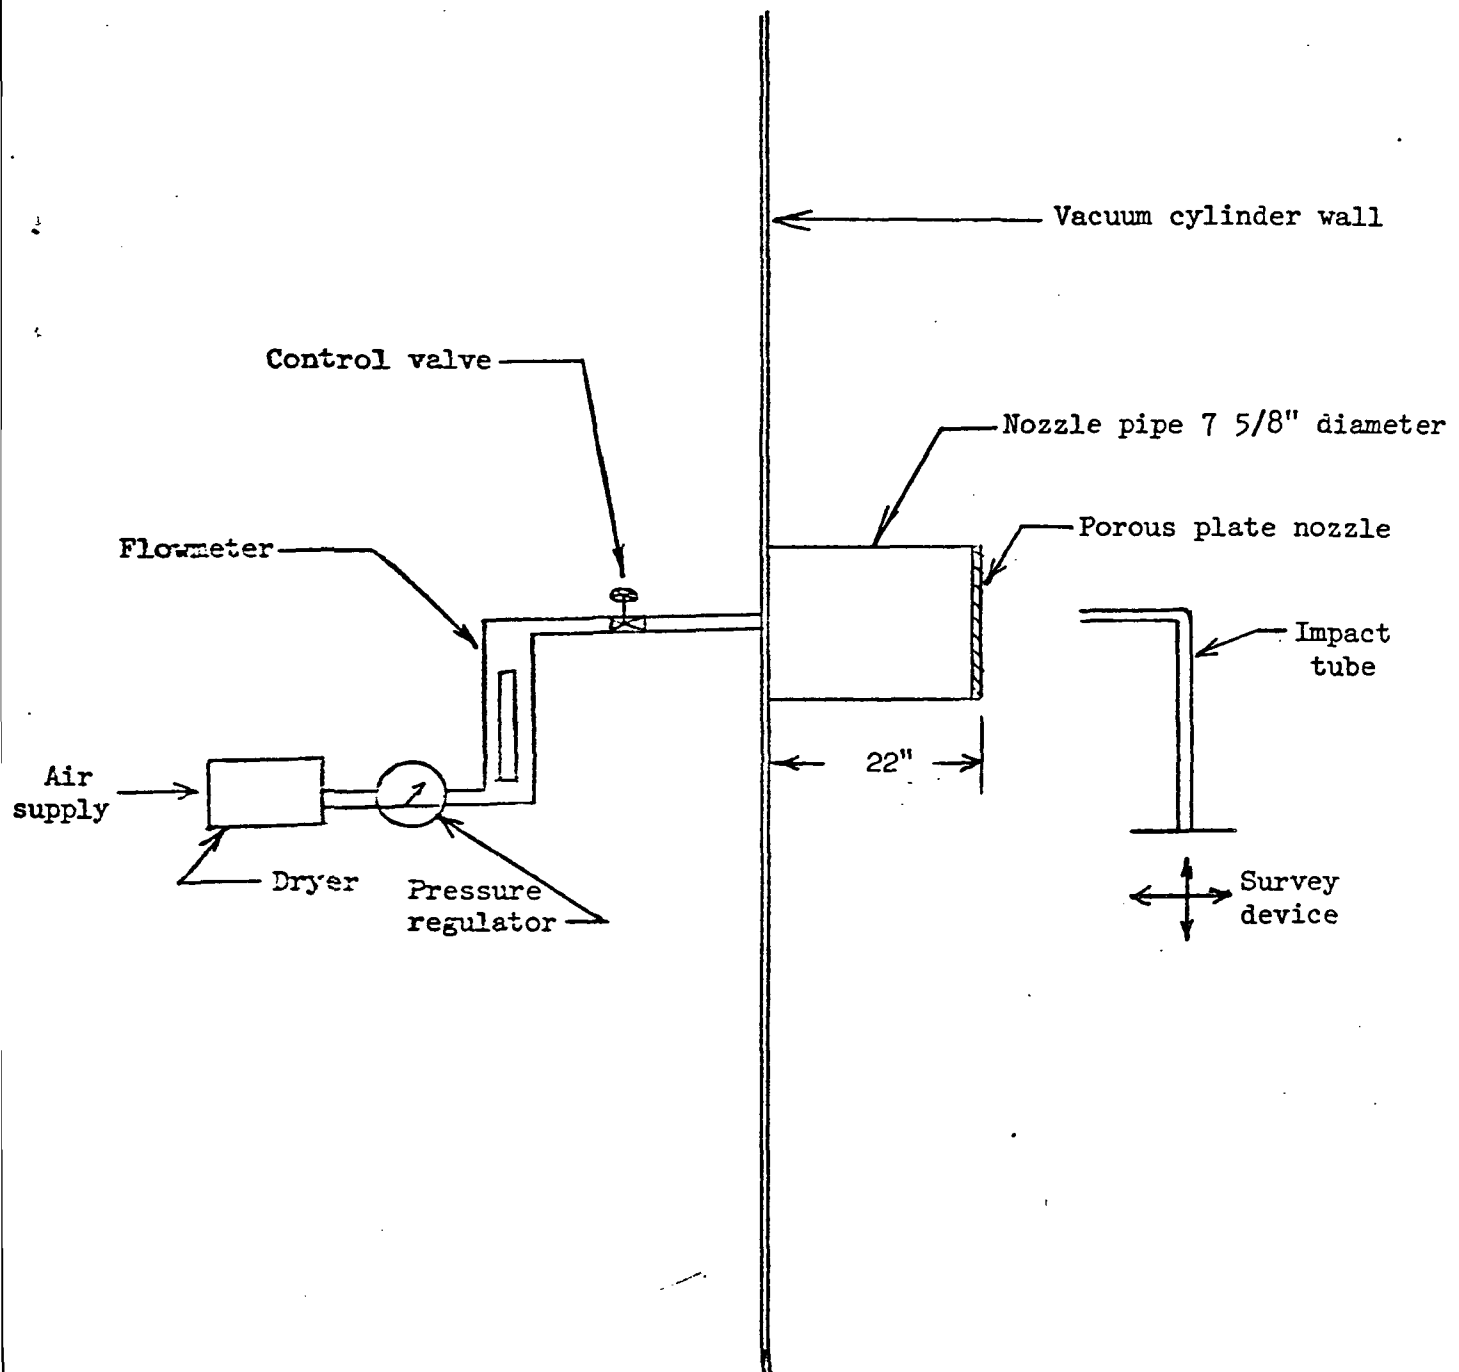 Vacuum cylinder wall
Control valve
Nozzle pipe 7 5/8" diameter
Porous plate nozzle
Flowmeter
Impact
tube
22"
Air
supply
Dryer
Pressure
regulator
Survey
device